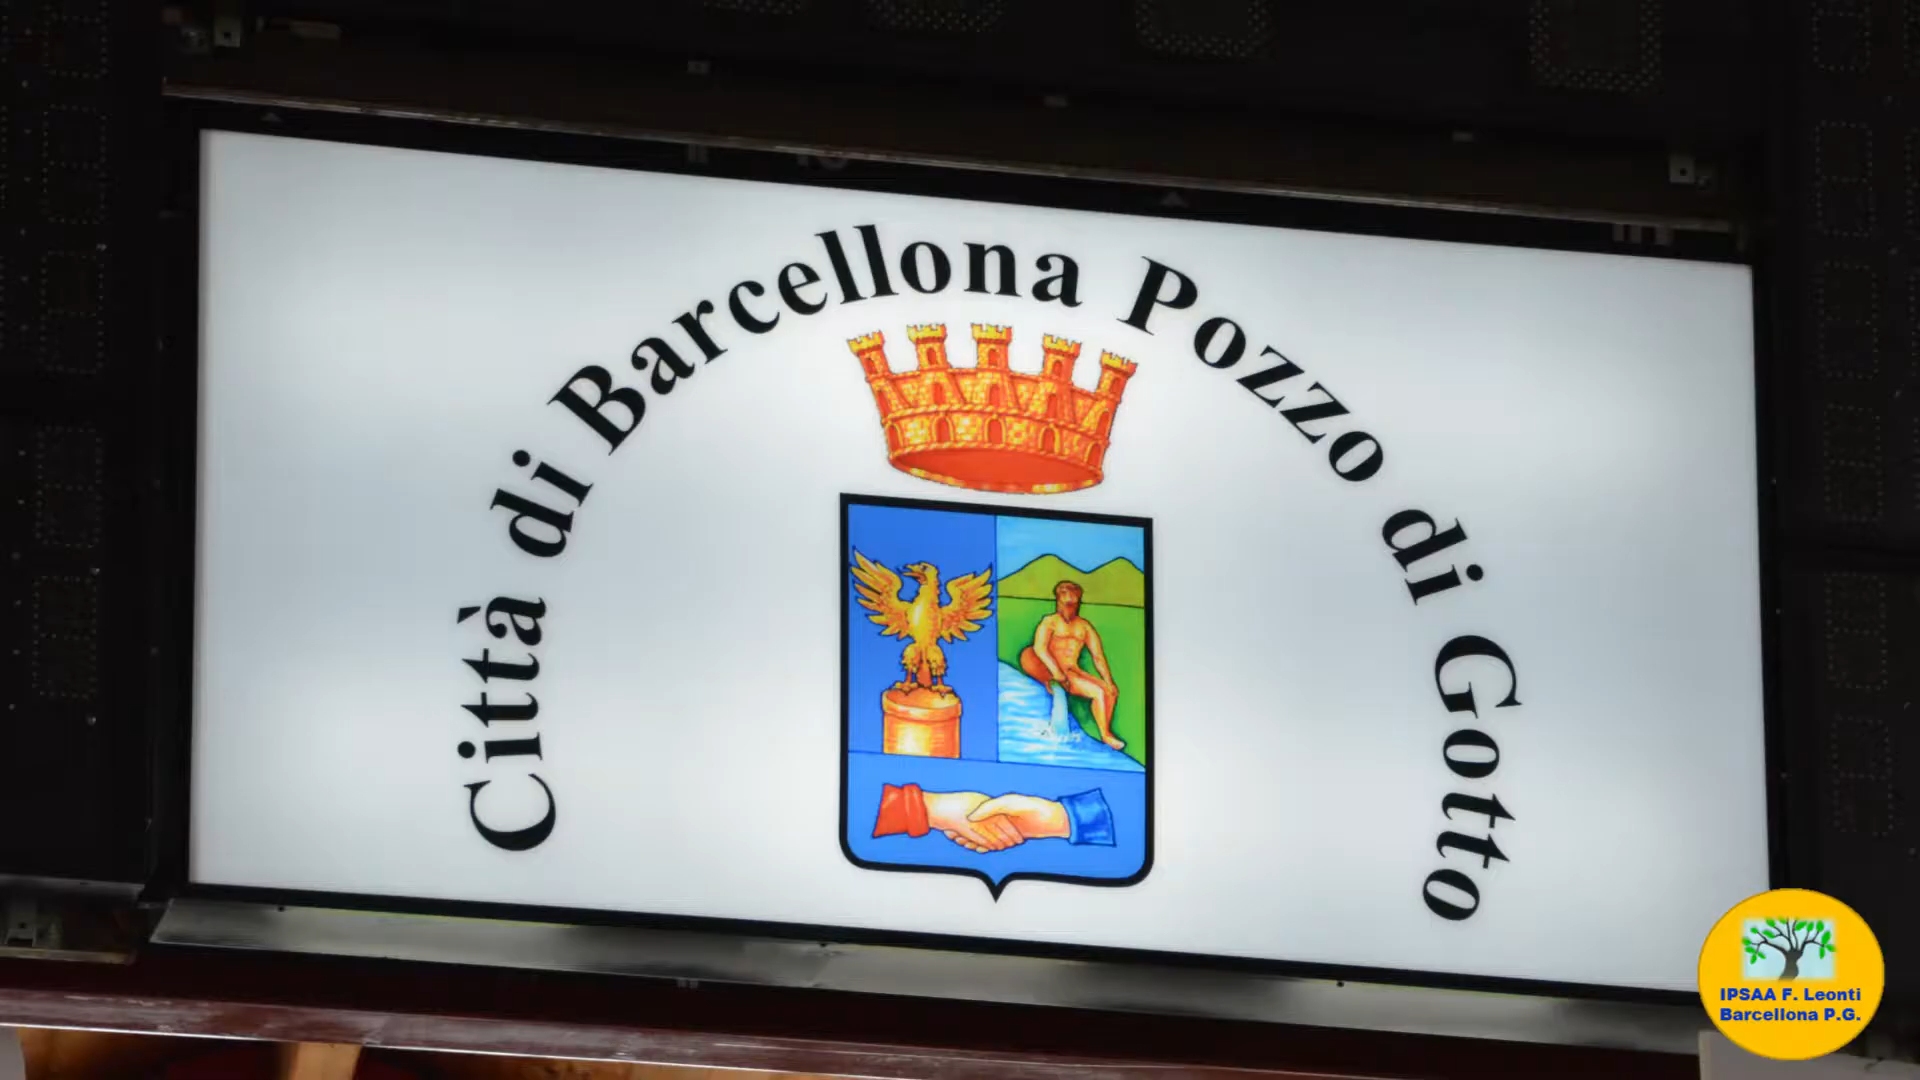 Città di Barcellona Pozzo di Gotto
IPSAA F. Leonti
Barcellona P.G.